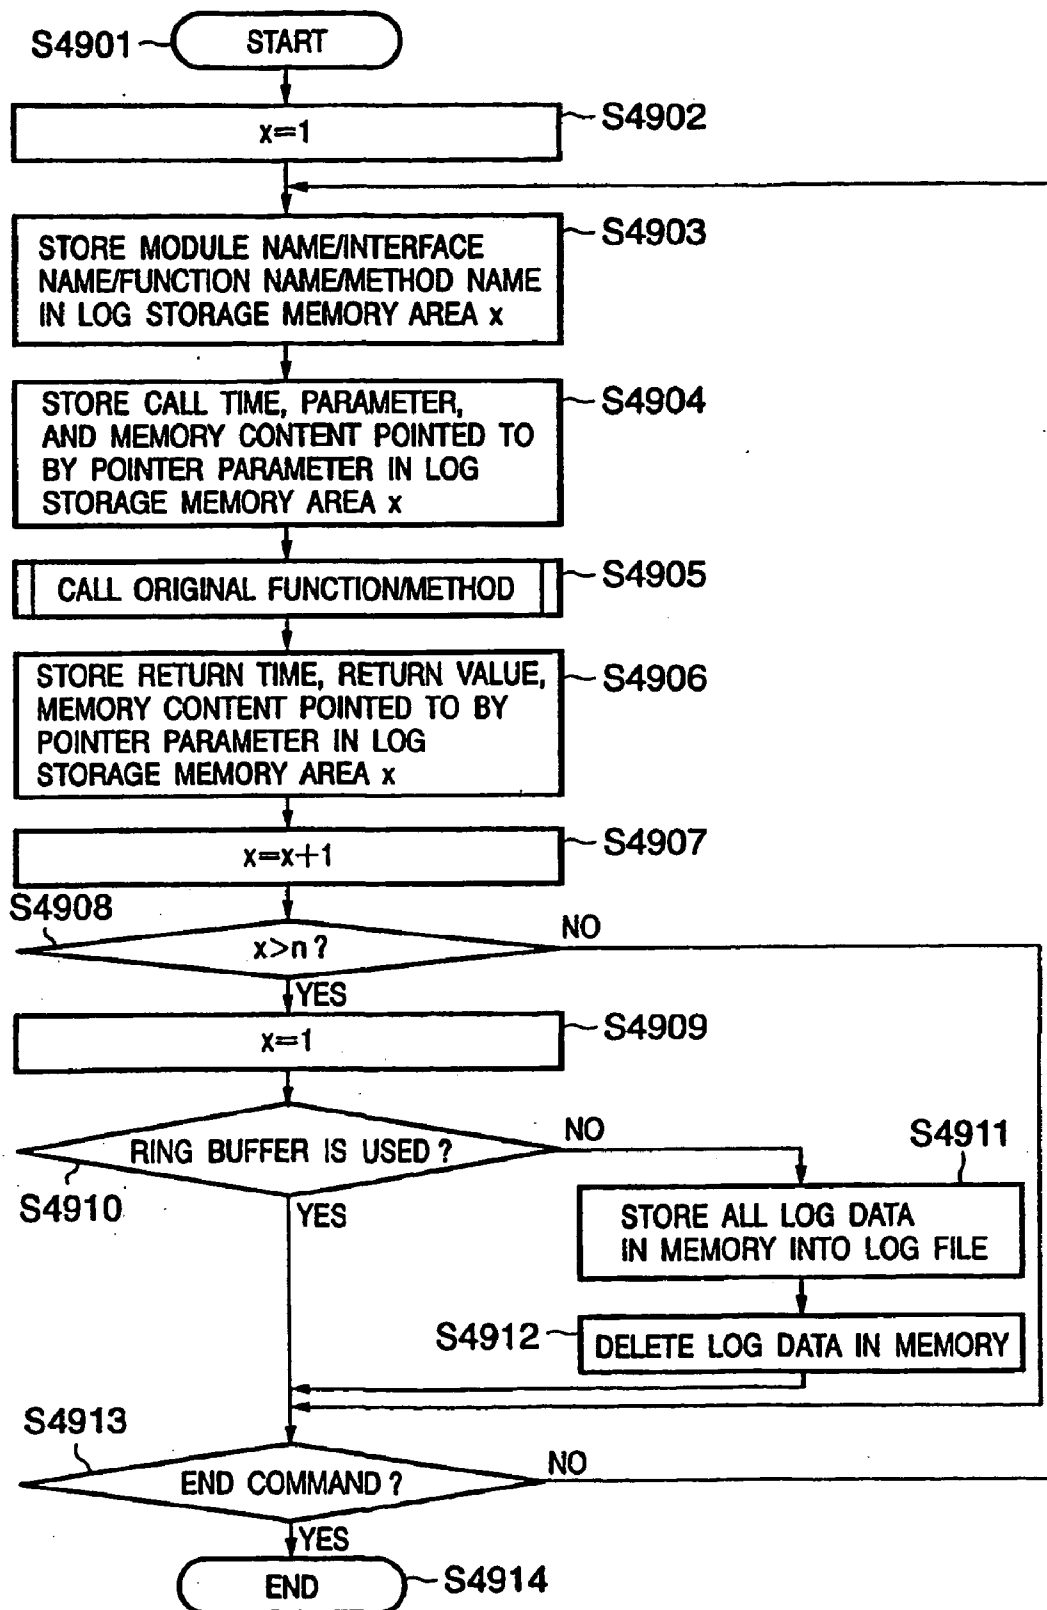 S4901
START
x=1
S4902
STORE MODULE NAME/INTERFACE
NAME/FUNCTION NAME/METHOD NAME
IN LOG STORAGE MEMORY AREA x
S4903
STORE CALL TIME, PARAMETER,
AND MEMORY CONTENT POINTED TO
BY POINTER PARAMETER IN LOG
STORAGE MEMORY AREA x
S4904
CALL ORIGINAL FUNCTION/METHOD
S4905
STORE RETURN TIME, RETURN VALUE,
MEMORY CONTENT POINTED TO BY
POINTER PARAMETER IN LOG
STORAGE MEMORY AREA x
S4906
x=x+1
S4907
S4908
x>n?
NO
YES
x=1
S4909
RING BUFFER IS USED?
NO
S4910
YES
S4911
STORE ALL LOG DATA
IN MEMORY INTO LOG FILE
S4912
DELETE LOG DATA IN MEMORY
S4913
END COMMAND?
NO
YES
END
S4914